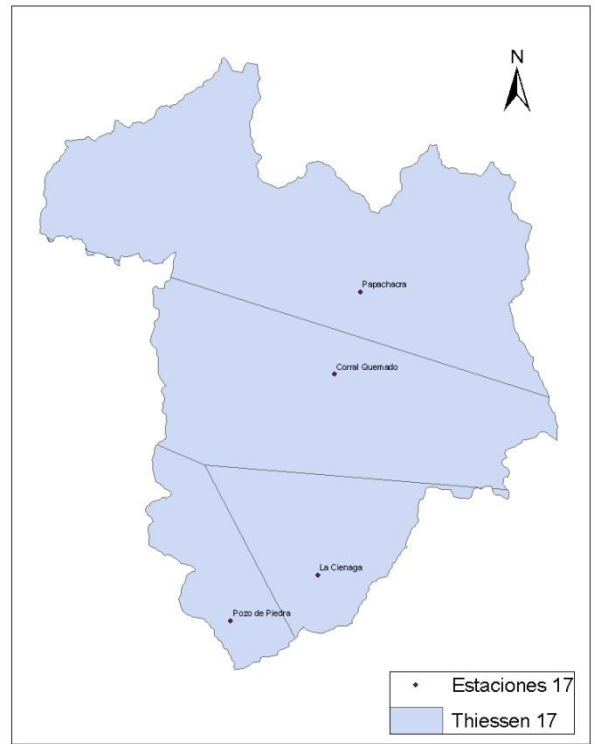 N
Papachacra
Corral Quemado
La Cienaga
Pozo de Piedra
Estaciones 17
Thiessen 17